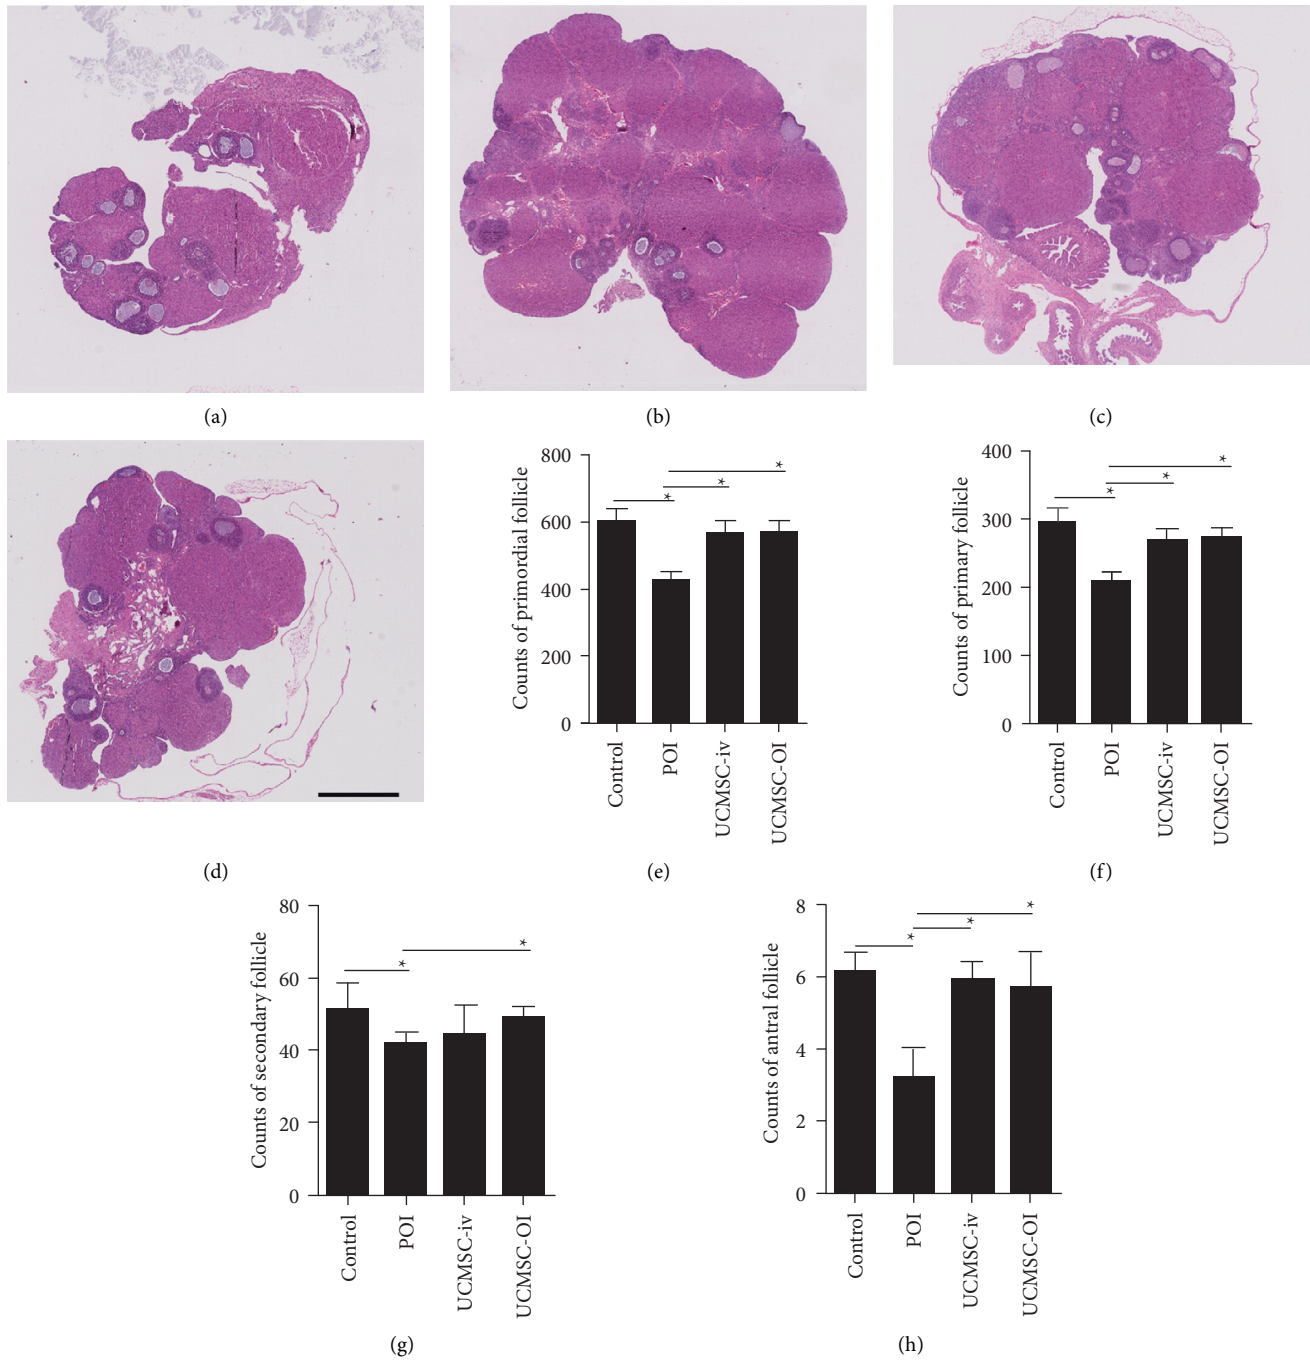 (a)
(b)
(c)
(d)
Counts of primordial follicle
800
600
400
200
0
*
*
*
Control
POI
UCMSC-iv
UCMSC-OI
(e)
Counts of primary follicle
400
300
200
100
0
*
*
*
Control
POI
UCMSC-iv
UCMSC-OI
(f)
Counts of secondary follicle
80
60
40
20
0
*
*
Control
POI
UCMSC-iv
UCMSC-OI
(g)
Counts of antral follicle
8
6
4
2
0
*
*
*
Control
POI
UCMSC-iv
UCMSC-OI
(h)